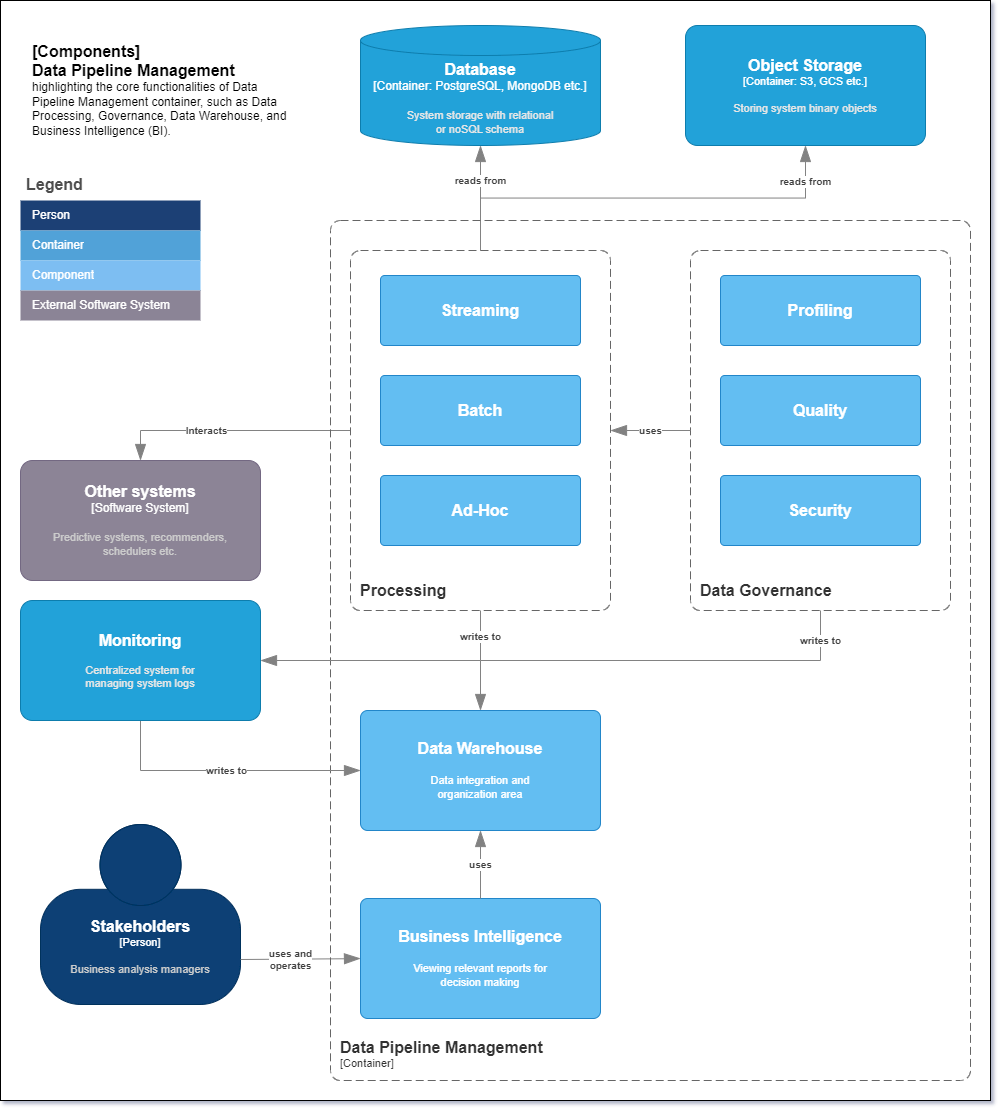 [Components]
Data Pipeline Management
highlighting the core functionalities of Data
Pipeline Management container, such as Data
Processing, Governance, Data Warehouse, and
Business Intelligence (BI).
Legend
Person
Container
Component
External Software System
Database
[Container: PostgreSQL, MongoDB etc.]
System storage with relational
or noSQL schema
Object Storage
[Container: S3, GCS etc.]
Storing system binary objects
reads from
reads from
Streaming
Batch
Ad-Hoc
Processing
Profiling
Quality
Security
Data Governance
uses
Interacts
Other systems
[Software System]
Predictive systems, recommenders,
schedulers etc.
writes to
writes to
Monitoring
Centralized system for
managing system logs
writes to
Data Warehouse
Data integration and
organization area
uses
Stakeholders
[Person]
Business analysis managers
uses and
operates
Business Intelligence
Viewing relevant reports for
decision making
Data Pipeline Management
[Container]